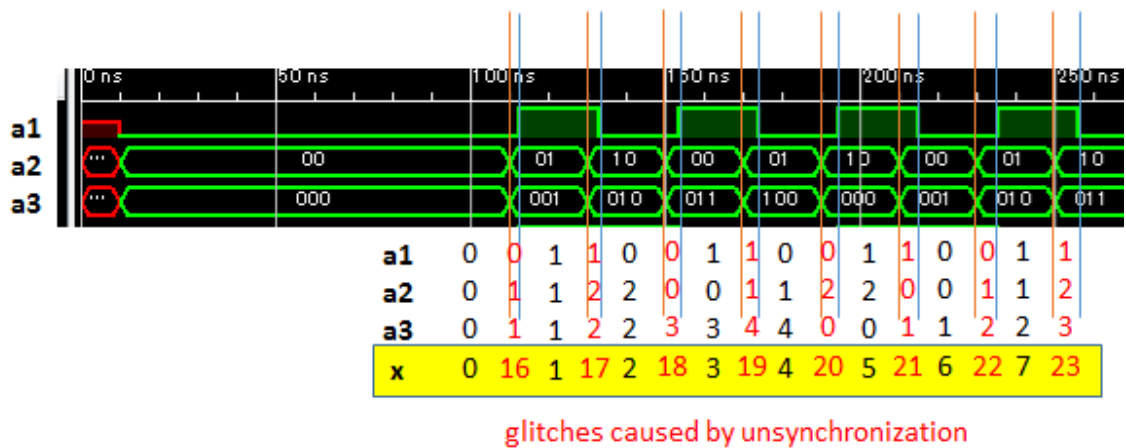 0 ns 50 ns 100 ns 150 ns 200 ns 250 ns
a1
a2 ... 00 01 10 00 01 10 00 01 10
a3 ... 000 001 010 011 100 000 001 010 011
a1 0 0 1 1 0 0 1 1 0 0 1 1 0 0 1 1
a2 0 1 1 2 2 0 0 1 1 2 2 0 0 1 1 2
a3 0 1 1 2 2 3 3 4 4 0 0 1 1 2 2 3
x 0 16 1 17 2 18 3 19 4 20 5 21 6 22 7 23
glitches caused by unsynchronization